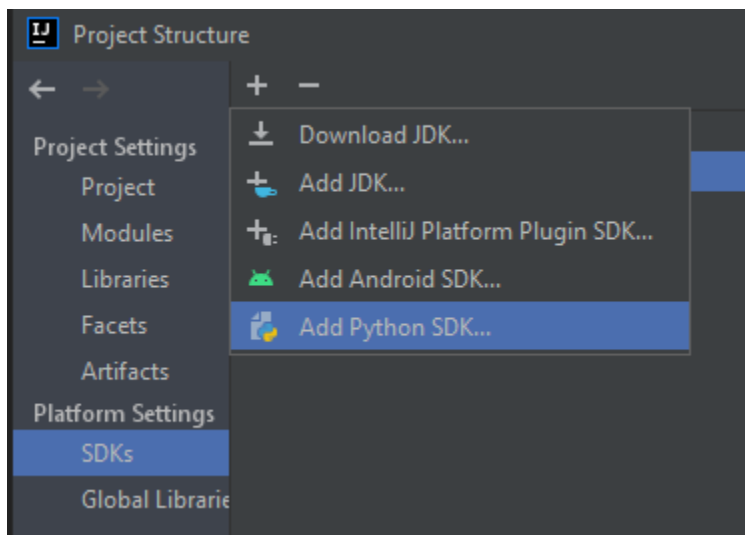 IJ Project Structure
Project Settings
Project
Modules
Libraries
Facets
Artifacts
Platform Settings
SDKs
Global Librarie
Download JDK...
Add JDK...
Add IntelliJ Platform Plugin SDK...
Add Android SDK...
Add Python SDK...